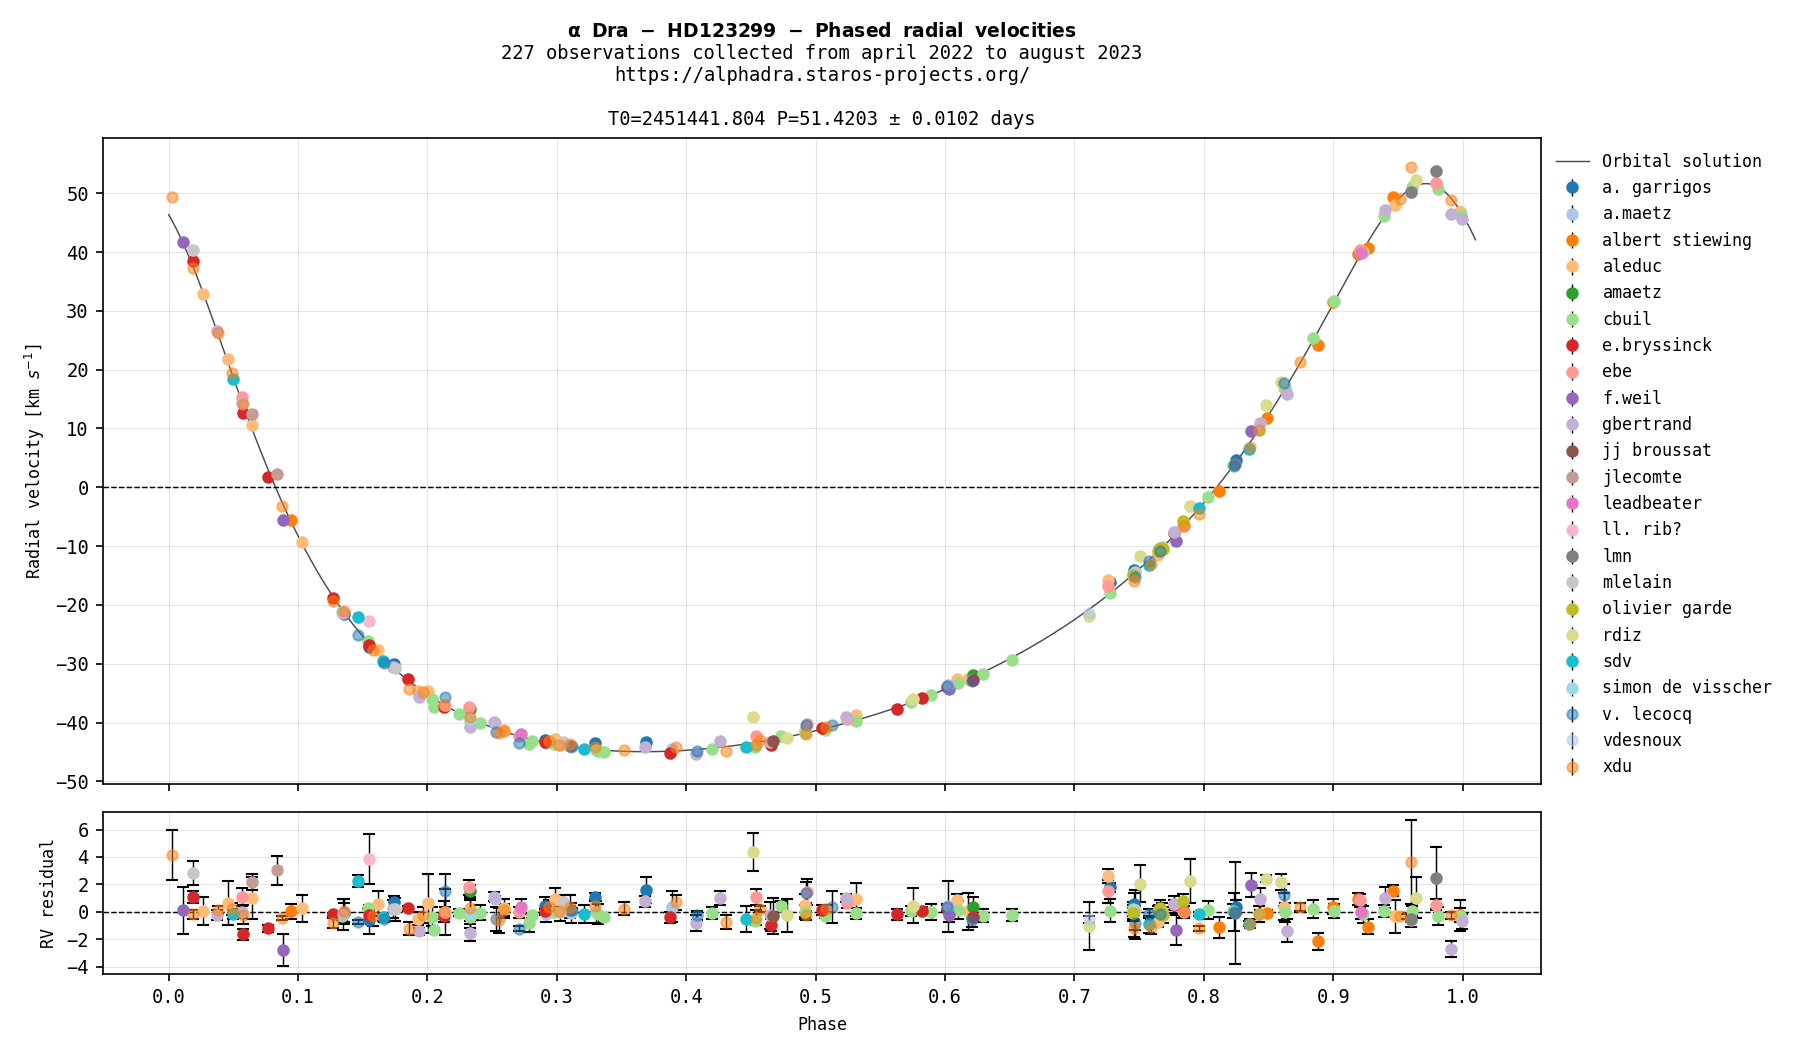 α Dra − HD123299 − Phased radial velocities
227 observations collected from april 2022 to august 2023
https://alphadra.staros-projects.org/
T0=2451441.804 P=51.4203 ± 0.0102 days
Radial velocity [km s⁻¹]
50
40
30
20
10
0
−10
−20
−30
−40
−50
Orbital solution
a. garrigos
a.maetz
albert stiewing
aleduc
amaetz
cbuil
e.bryssinck
ebe
f.weil
gbertrand
jj broussat
jlecomte
leadbeater
ll. rib?
lmn
mlelain
olivier garde
rdiz
sdv
simon de visscher
v. lecocq
vdesnoux
xdu
RV residual
6
4
2
0
−2
−4
0.0 0.1 0.2 0.3 0.4 0.5 0.6 0.7 0.8 0.9 1.0
Phase